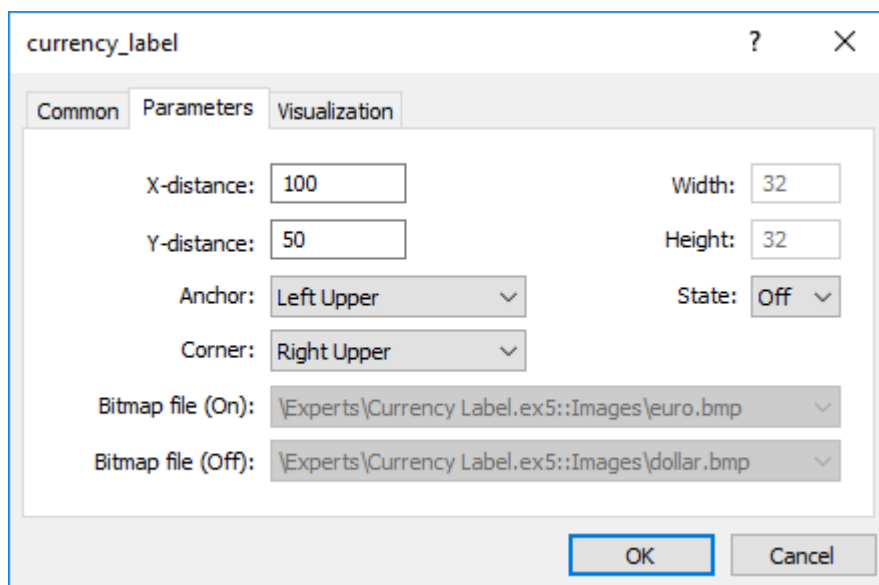 currency_label ?
Common Parameters Visualization
X-distance: 100 Width: 32
Y-distance: 50 Height: 32
Anchor: Left Upper State: Off
Corner: Right Upper
Bitmap file (On): \Experts\Currency Label.ex5::Images\euro.bmp
Bitmap file (Off): \Experts\Currency Label.ex5::Images\dollar.bmp
OK Cancel